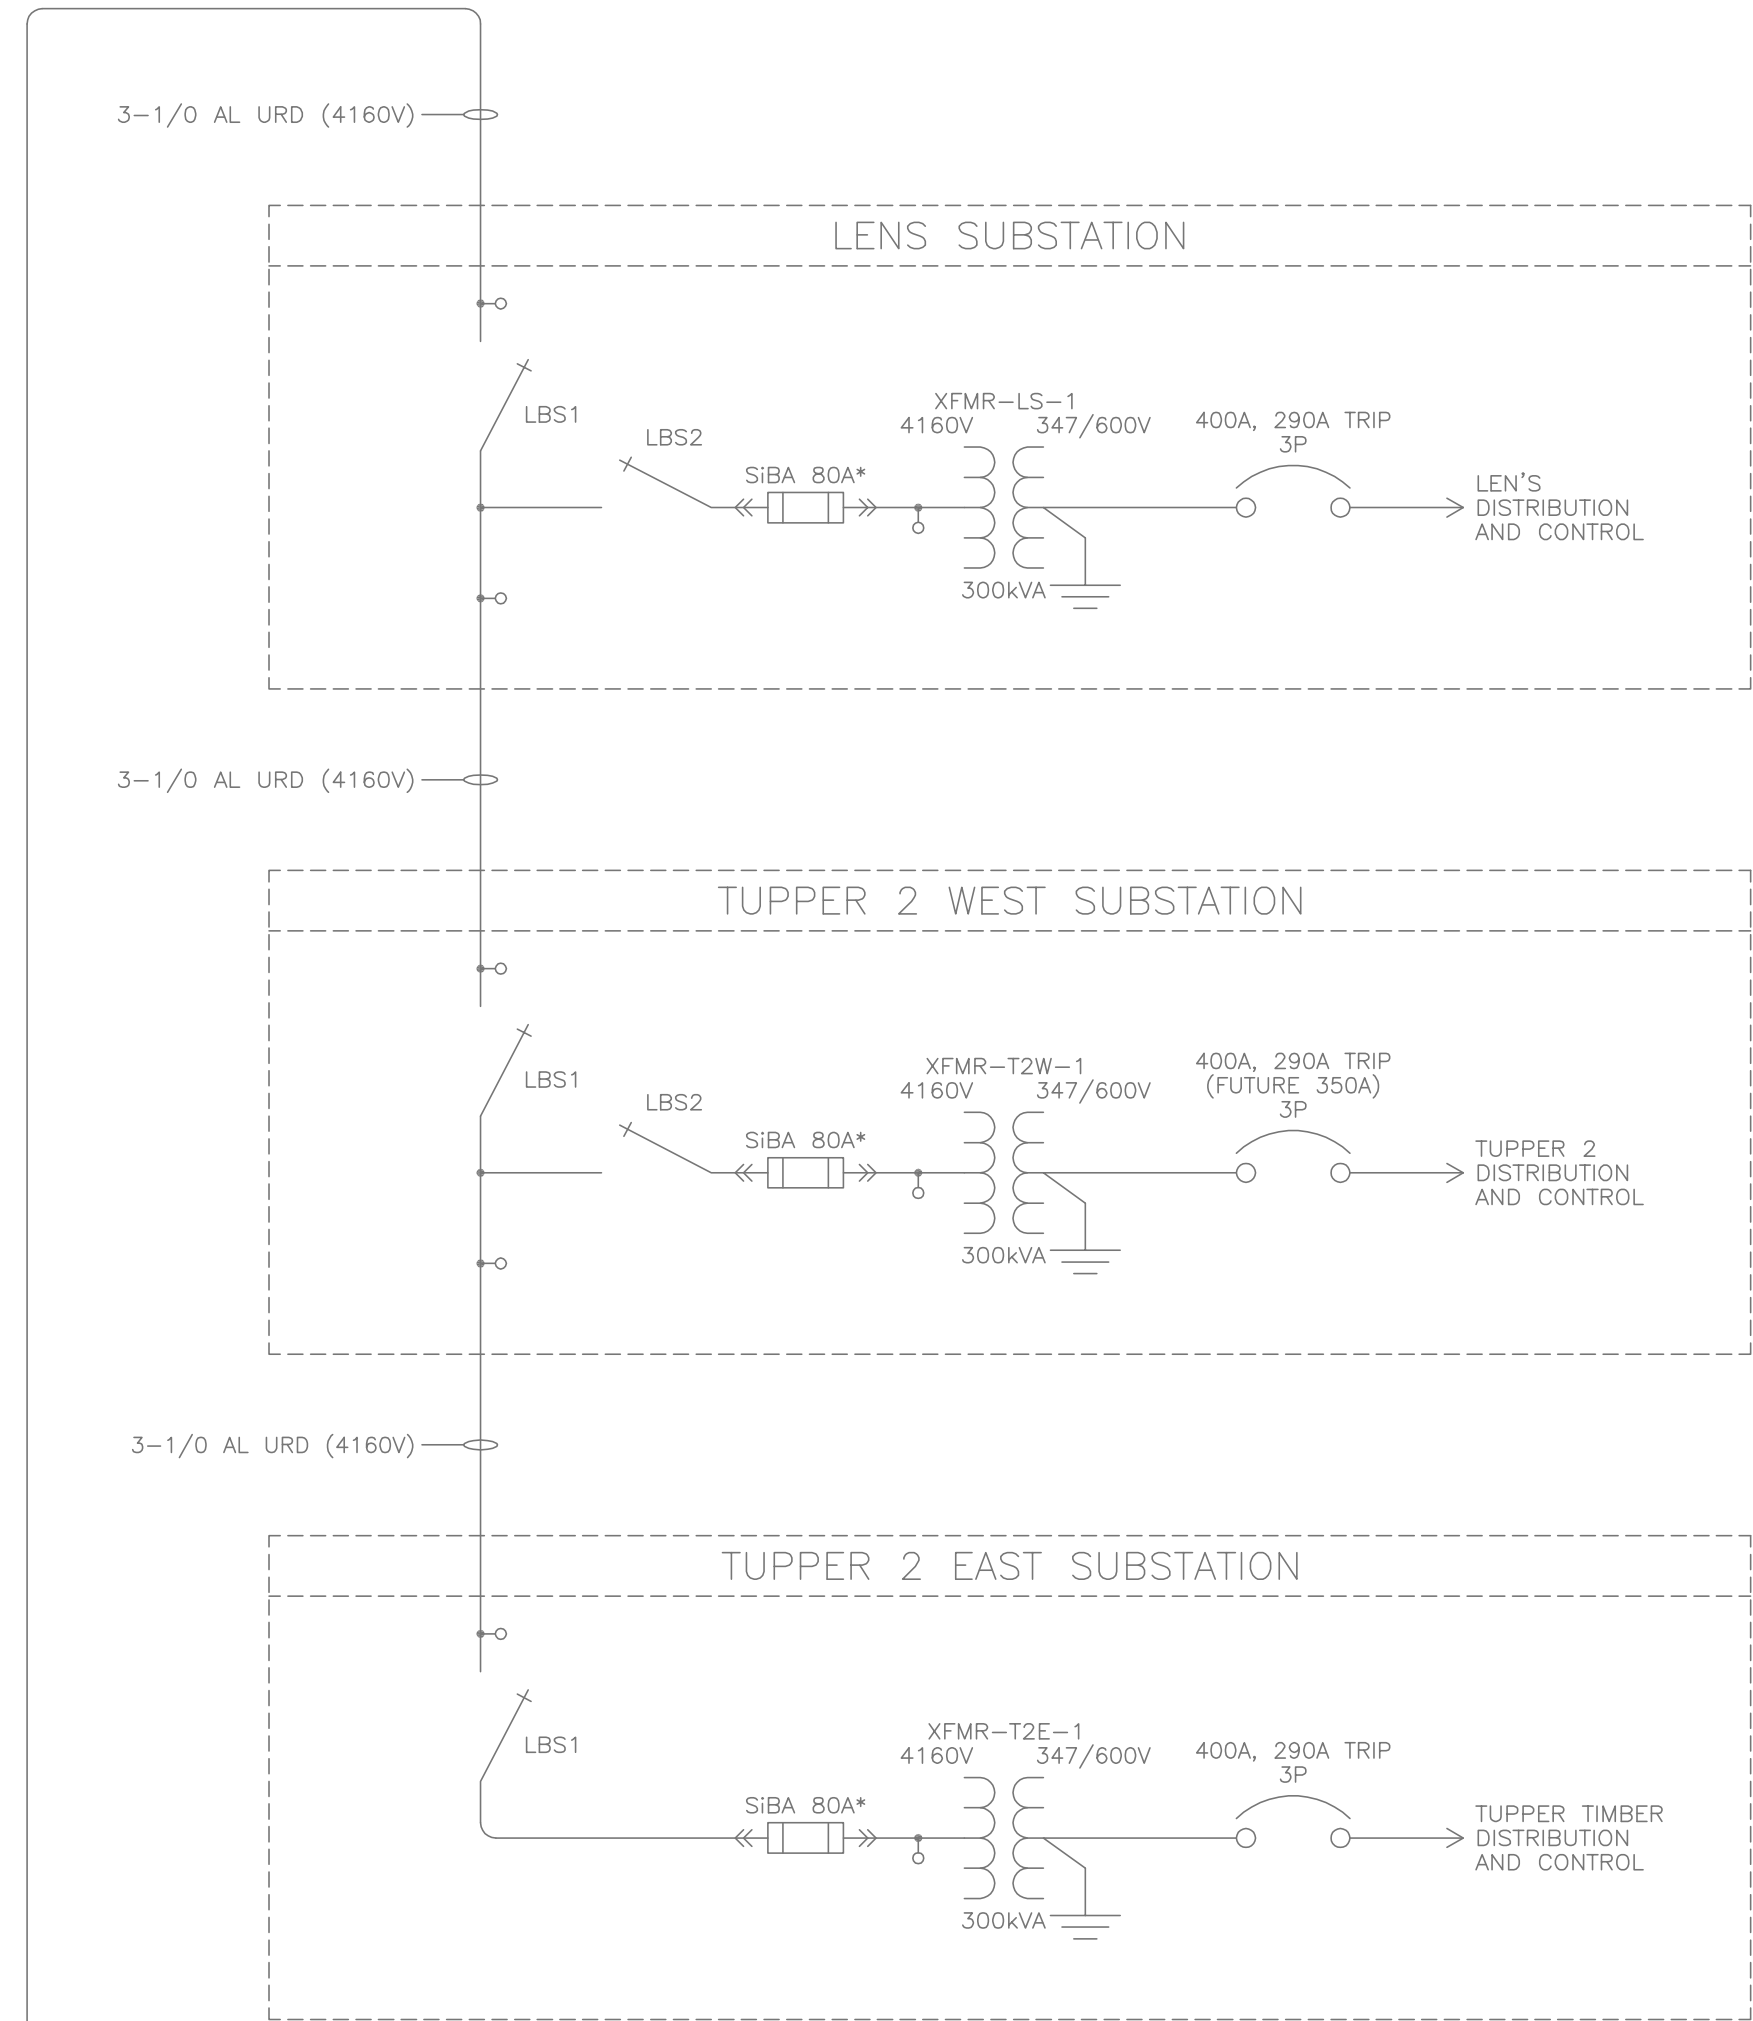 3-1/0 AL URD (4160V)
LENS SUBSTATION
LBS1
LBS2
SiBA 80A*
XFMR-LS-1
4160V 347/600V
300kVA
400A, 290A TRIP
3P
LEN'S
DISTRIBUTION
AND CONTROL
3-1/0 AL URD (4160V)
TUPPER 2 WEST SUBSTATION
LBS1
LBS2
SiBA 80A*
XFMR-T2W-1
4160V 347/600V
300kVA
400A, 290A TRIP
(FUTURE 350A)
3P
TUPPER 2
DISTRIBUTION
AND CONTROL
3-1/0 AL URD (4160V)
TUPPER 2 EAST SUBSTATION
LBS1
SiBA 80A*
XFMR-T2E-1
4160V 347/600V
300kVA
400A, 290A TRIP
3P
TUPPER TIMBER
DISTRIBUTION
AND CONTROL